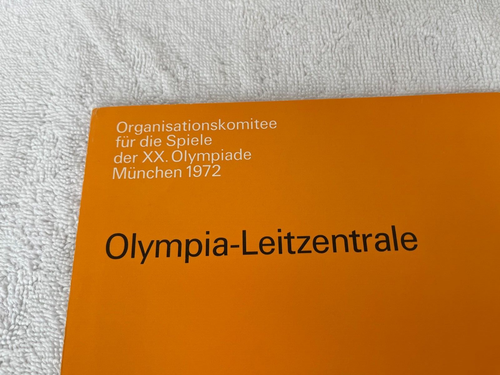 Organisationskomitee
für die Spiele
der XX. Olympiade
München 1972
Olympia-Leitzentrale